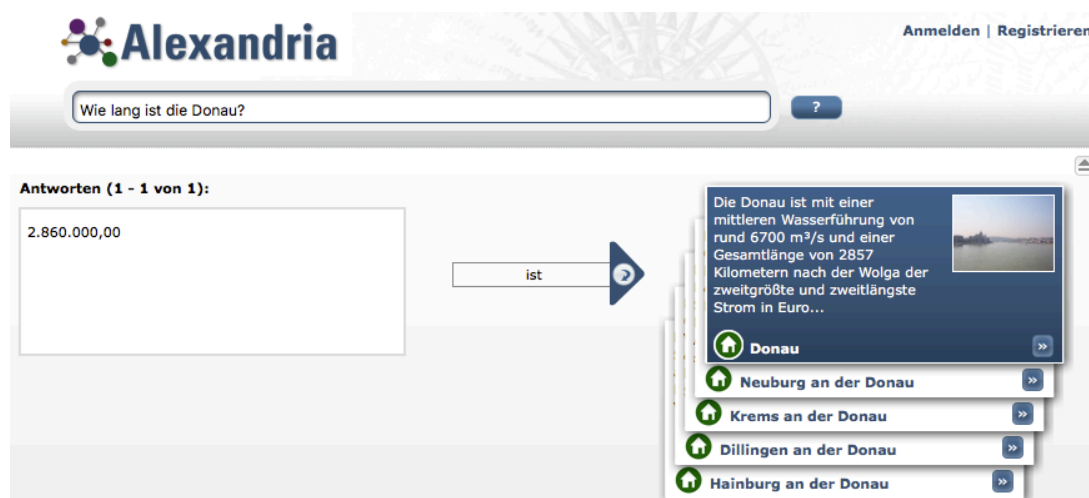 Alexandria
Anmelden | Registrieren
Wie lang ist die Donau?
?
Antworten (1 - 1 von 1):
2.860.000,00
ist
Die Donau ist mit einer
mittleren Wasserführung von
rund 6700 m³/s und einer
Gesamtlänge von 2857
Kilometern nach der Wolga der
zweitgrößte und zweitlängste
Strom in Euro...
Donau
Neuburg an der Donau
Krems an der Donau
Dillingen an der Donau
Hainburg an der Donau